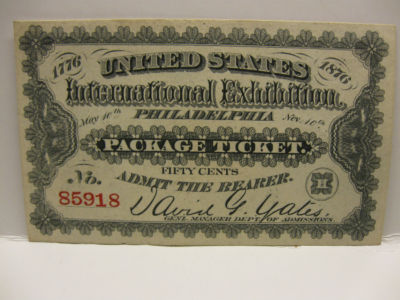 1776 UNITED STATES 1876
International Exhibition,
May 10th PHILADELPHIA Nov. 10th
PACKAGE TICKET.
FIFTY CENTS
No. ADMIT THE BEARER.
85918 David G. Yates,
GENL. MANAGER DEPT. OF ADMISSIONS.